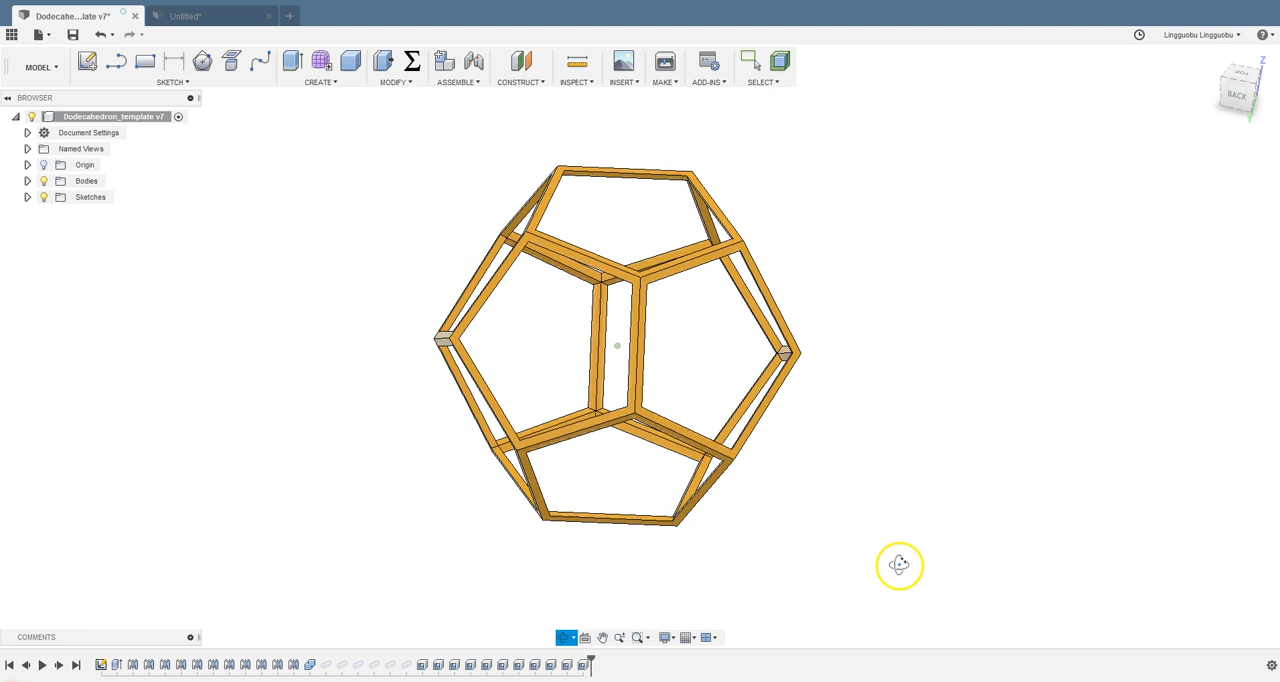 Dodecahe...late v7*
Untitled*
Lingguobu Lingguobu
MODEL
SKETCH
CREATE
MODIFY
ASSEMBLE
CONSTRUCT
INSPECT
INSERT
MAKE
ADD-INS
SELECT
TOP
BACK
Z
BROWSER
Dodecahedron_template v7
Document Settings
Named Views
Origin
Bodies
Sketches
COMMENTS